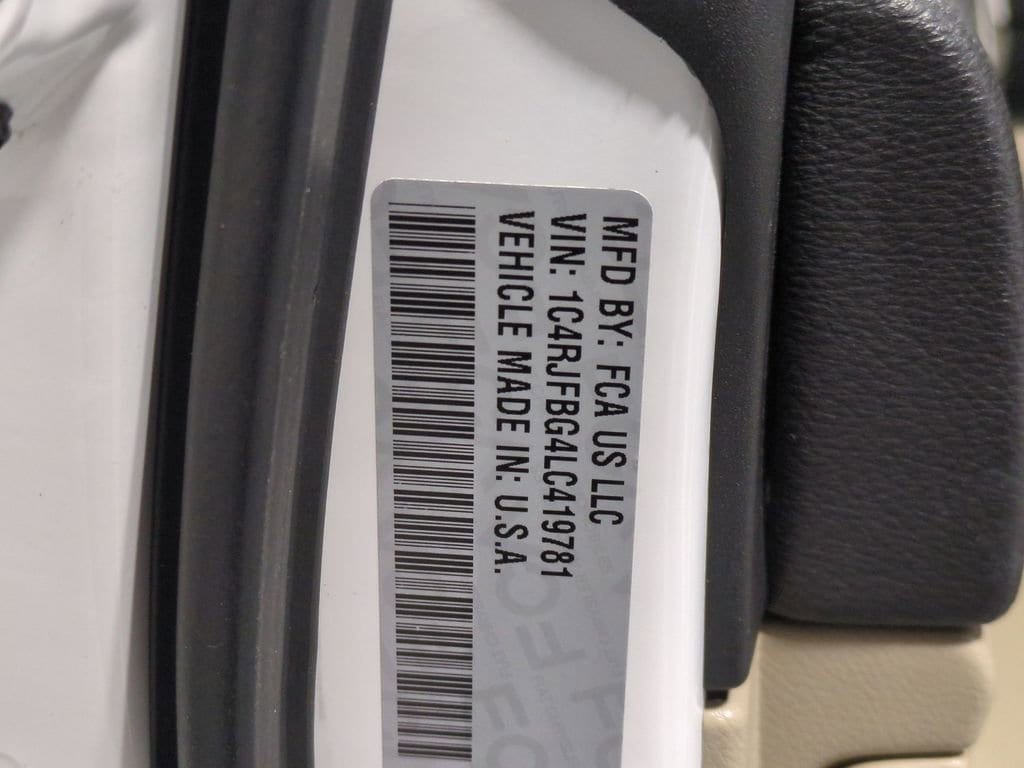 MFD BY: FCA US LLC
VIN: 1C4RJFBG4LC419781
VEHICLE MADE IN: U.S.A.